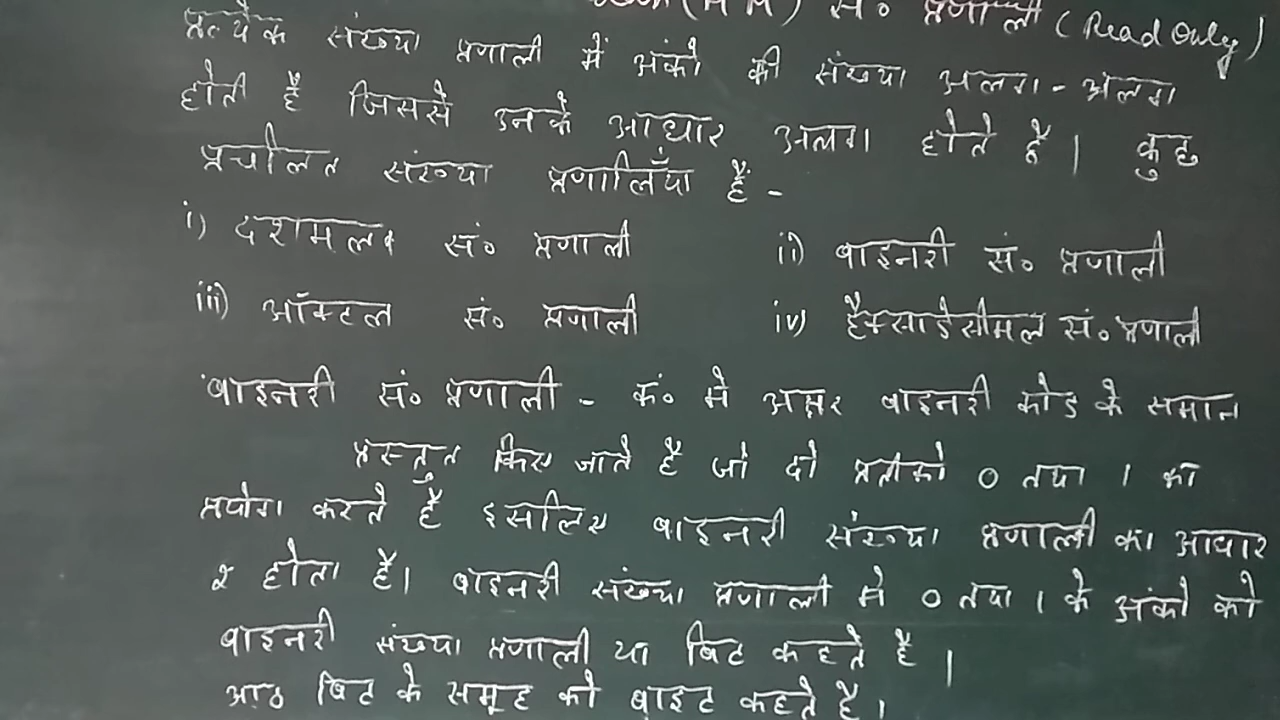 सं० प्रणाली (Read Only)
प्रत्येक संख्या प्रणाली में अंको की संख्या अलग - अलग
होती है जिससे उनके आधार अलग होते है। कुछ
प्रचलित संख्या प्रणालियाँ हैं -
i) दशमलव सं० प्रणाली ii) बाइनरी सं० प्रणाली
iii) ऑक्टल सं० प्रणाली iv) हैक्साडेसीमल सं० प्रणाली
बाइनरी सं० प्रणाली - कं० मे अक्षर बाइनरी कोड के समान
प्रस्तुत किए जाते है जो दो प्रतीको 0 तथा 1 का
प्रयोग करते है इसलिए बाइनरी संख्या प्रणाली का आधार
2 होता है। बाइनरी संख्या प्रणाली मे 0 तथा 1 के अंको को
बाइनरी संख्या प्रणाली या बिट कहते है।
आठ बिट के समूह को बाइट कहते है।